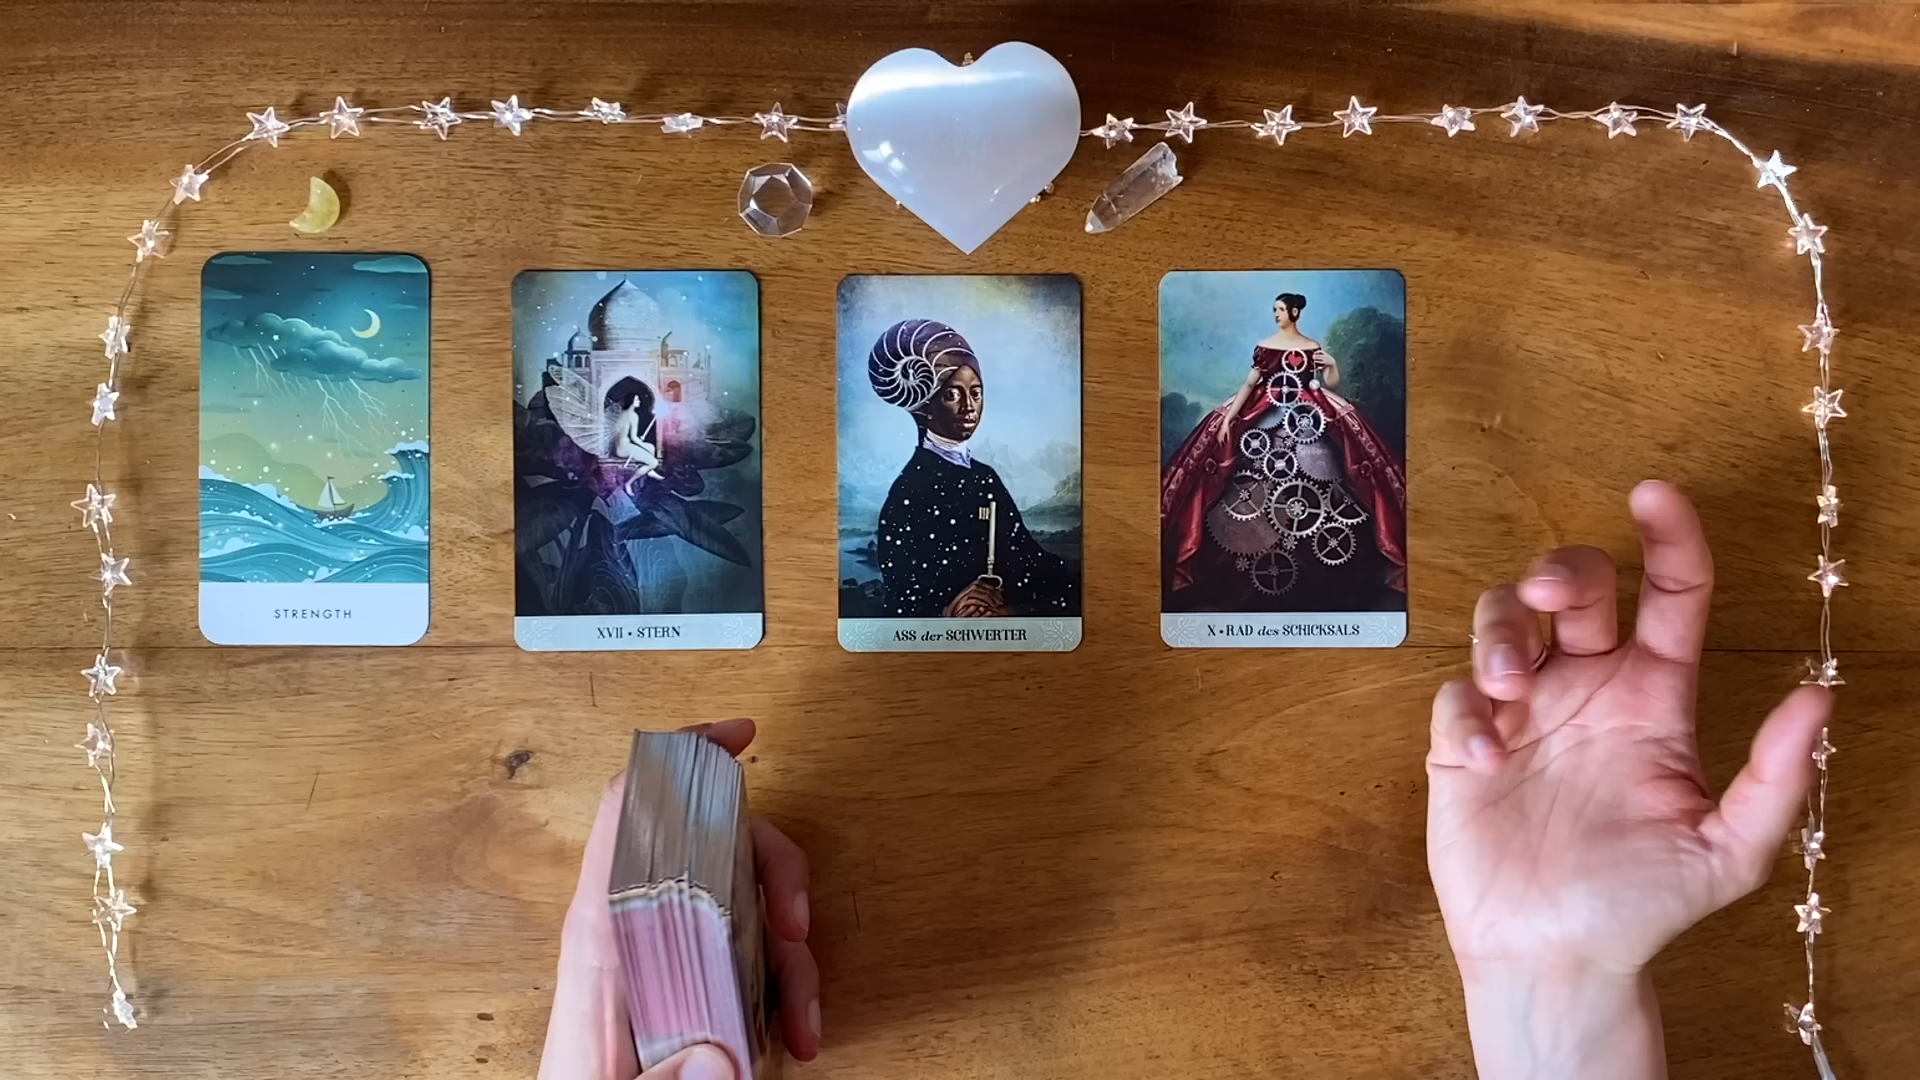 STRENGTH
XVII • STERN
ASS der SCHWERTER
X • RAD des SCHICKSALS